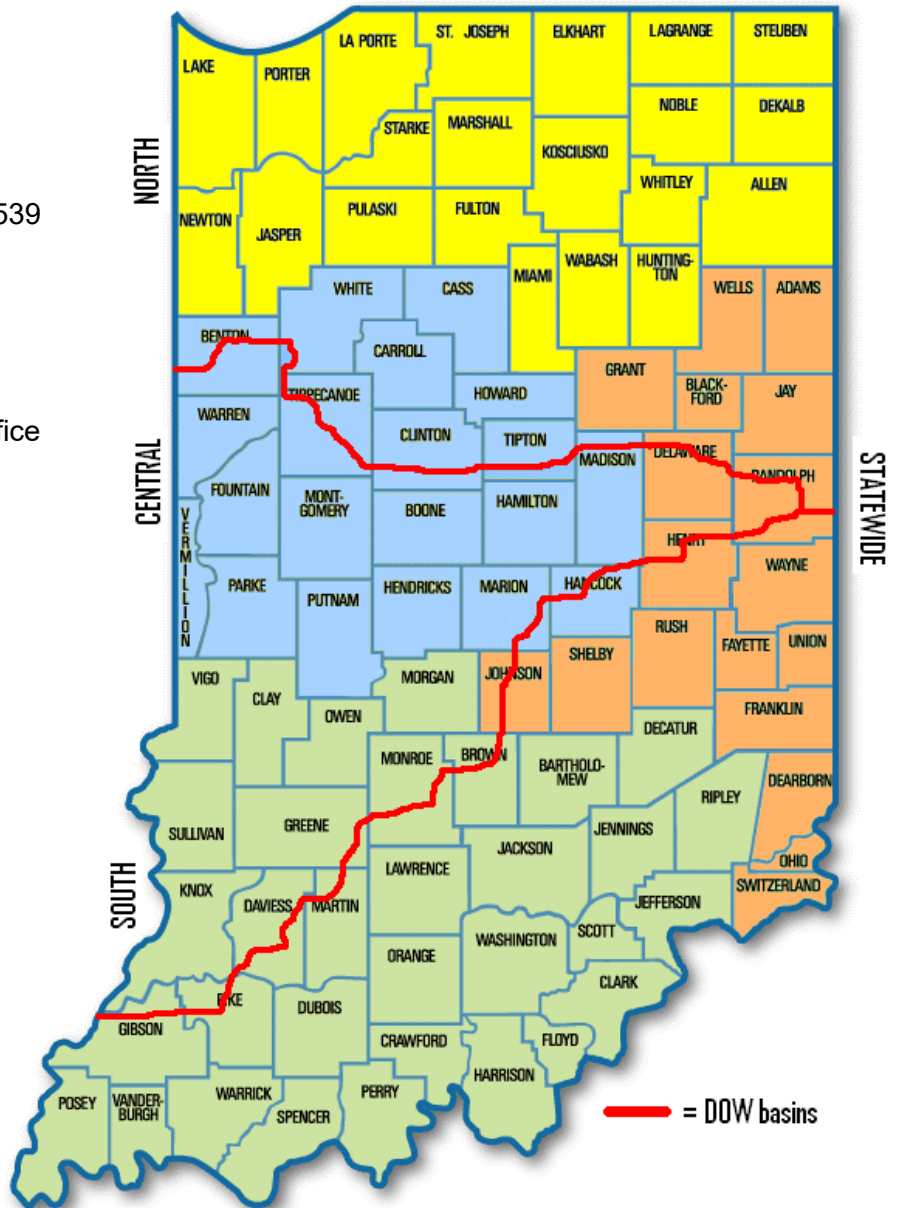 LAKE
PORTER
LA PORTE
ST. JOSEPH
ELKHART
LAGRANGE
STEUBEN
STARKE
MARSHALL
NOBLE
DEKALB
KOSCIUSKO
NORTH
WHITLEY
ALLEN
539
NEWTON
JASPER
PULASKI
FULTON
MIAMI
WABASH
HUNTING-
TON
WHITE
CASS
WELLS
ADAMS
BENTON
CARROLL
GRANT
TIPPECANOE
HOWARD
BLACK-
FORD
JAY
WARREN
fice
CLINTON
TIPTON
MADISON
DELAWARE
RANDOLPH
CENTRAL
STATEWIDE
FOUNTAIN
MONT-
GOMERY
BOONE
HAMILTON
VERMILLION
HENRY
WAYNE
PARKE
PUTNAM
HENDRICKS
MARION
HANCOCK
RUSH
FAYETTE
UNION
VIGO
CLAY
MORGAN
JOHNSON
SHELBY
OWEN
FRANKLIN
DECATUR
MONROE
BROWN
BARTHOLO-
MEW
DEARBORN
RIPLEY
SULLIVAN
GREENE
JENNINGS
LAWRENCE
JACKSON
OHIO
SOUTH
KNOX
DAVIESS
MARTIN
SWITZERLAND
JEFFERSON
ORANGE
WASHINGTON
SCOTT
CLARK
PIKE
DUBOIS
GIBSON
CRAWFORD
FLOYD
HARRISON
POSEY
VANDER-
BURGH
WARRICK
SPENCER
PERRY
= DOW basins